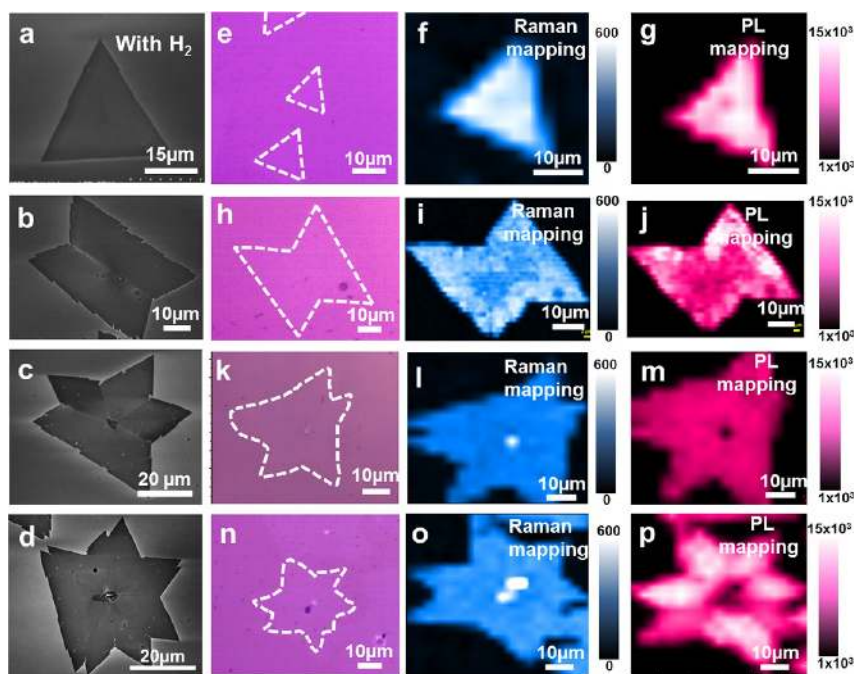 a
With H₂
15μm
e
10μm
f
Raman
mapping
10μm
600
0
g
PL
mapping
10μm
15x10³
1x10³
b
10μm
h
10μm
i
Raman
mapping
10μm
600
0
j
PL
mapping
10μm
15x10³
1x10³
c
20 μm
k
10μm
l
Raman
mapping
10μm
600
0
m
PL
mapping
10μm
15x10³
1x10³
d
20μm
n
10μm
o
Raman
mapping
10μm
600
0
p
PL
mapping
10μm
15x10³
1x10³